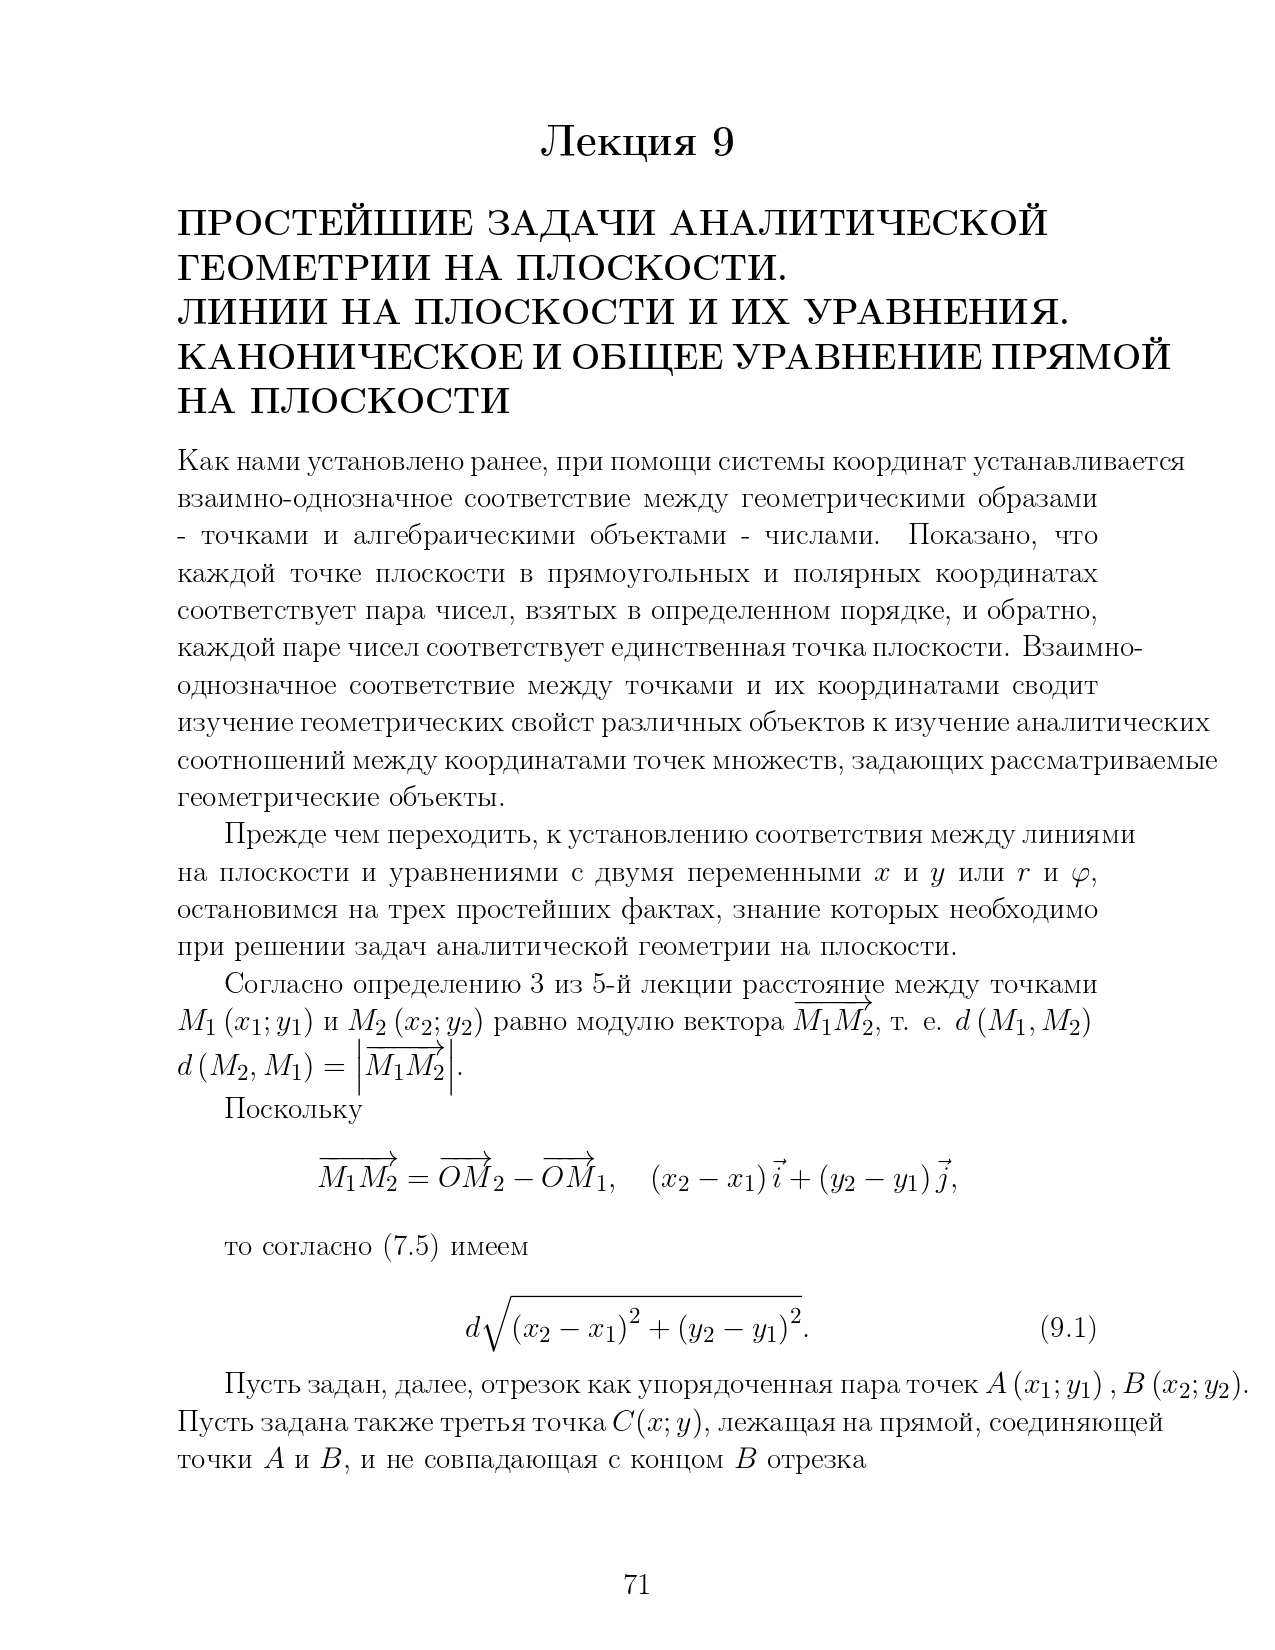 Лекция 9
ПРОСТЕЙШИЕ ЗАДАЧИ АНАЛИТИЧЕСКОЙ
ГЕОМЕТРИИ НА ПЛОСКОСТИ.
ЛИНИИ НА ПЛОСКОСТИ И ИХ УРАВНЕНИЯ.
КАНОНИЧЕСКОЕ И ОБЩЕЕ УРАВНЕНИЕ ПРЯМОЙ
НА ПЛОСКОСТИ
Как нами установлено ранее, при помощи системы координат устанавливается
взаимно-однозначное соответствие между геометрическими образами
- точками и алгебраическими объектами - числами. Показано, что
каждой точке плоскости в прямоугольных и полярных координатах
соответствует пара чисел, взятых в определенном порядке, и обратно,
каждой паре чисел соответствует единственная точка плоскости. Взаимно-
однозначное соответствие между точками и их координатами сводит
изучение геометрических свойст различных объектов к изучение аналитических
соотношений между координатами точек множеств, задающих рассматриваемые
геометрические объекты.
Прежде чем переходить, к установлению соответствия между линиями
на плоскости и уравнениями с двумя переменными $x$ и $y$ или $r$ и $\varphi$,
остановимся на трех простейших фактах, знание которых необходимо
при решении задач аналитической геометрии на плоскости.
Согласно определению 3 из 5-й лекции расстояние между точками
$M_1(x_1; y_1)$ и $M_2(x_2; y_2)$ равно модулю вектора $\overrightarrow{M_1M_2}$, т. е. $d(M_1, M_2)$
$d(M_2, M_1) = \left|\overrightarrow{M_1M_2}\right|$.
Поскольку
$\overrightarrow{M_1M_2} = \overrightarrow{OM}_2 - \overrightarrow{OM}_1, \quad (x_2 - x_1)\vec{i} + (y_2 - y_1)\vec{j},$
то согласно (7.5) имеем
$d\sqrt{(x_2 - x_1)^2 + (y_2 - y_1)^2}.$ (9.1)
Пусть задан, далее, отрезок как упорядоченная пара точек $A(x_1; y_1), B(x_2; y_2)$.
Пусть задана также третья точка $C(x; y)$, лежащая на прямой, соединяющей
точки $A$ и $B$, и не совпадающая с концом $B$ отрезка
71